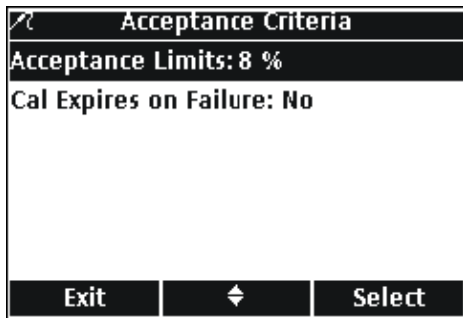 Acceptance Criteria
Acceptance Limits: 8 %
Cal Expires on Failure: No
Exit
Select